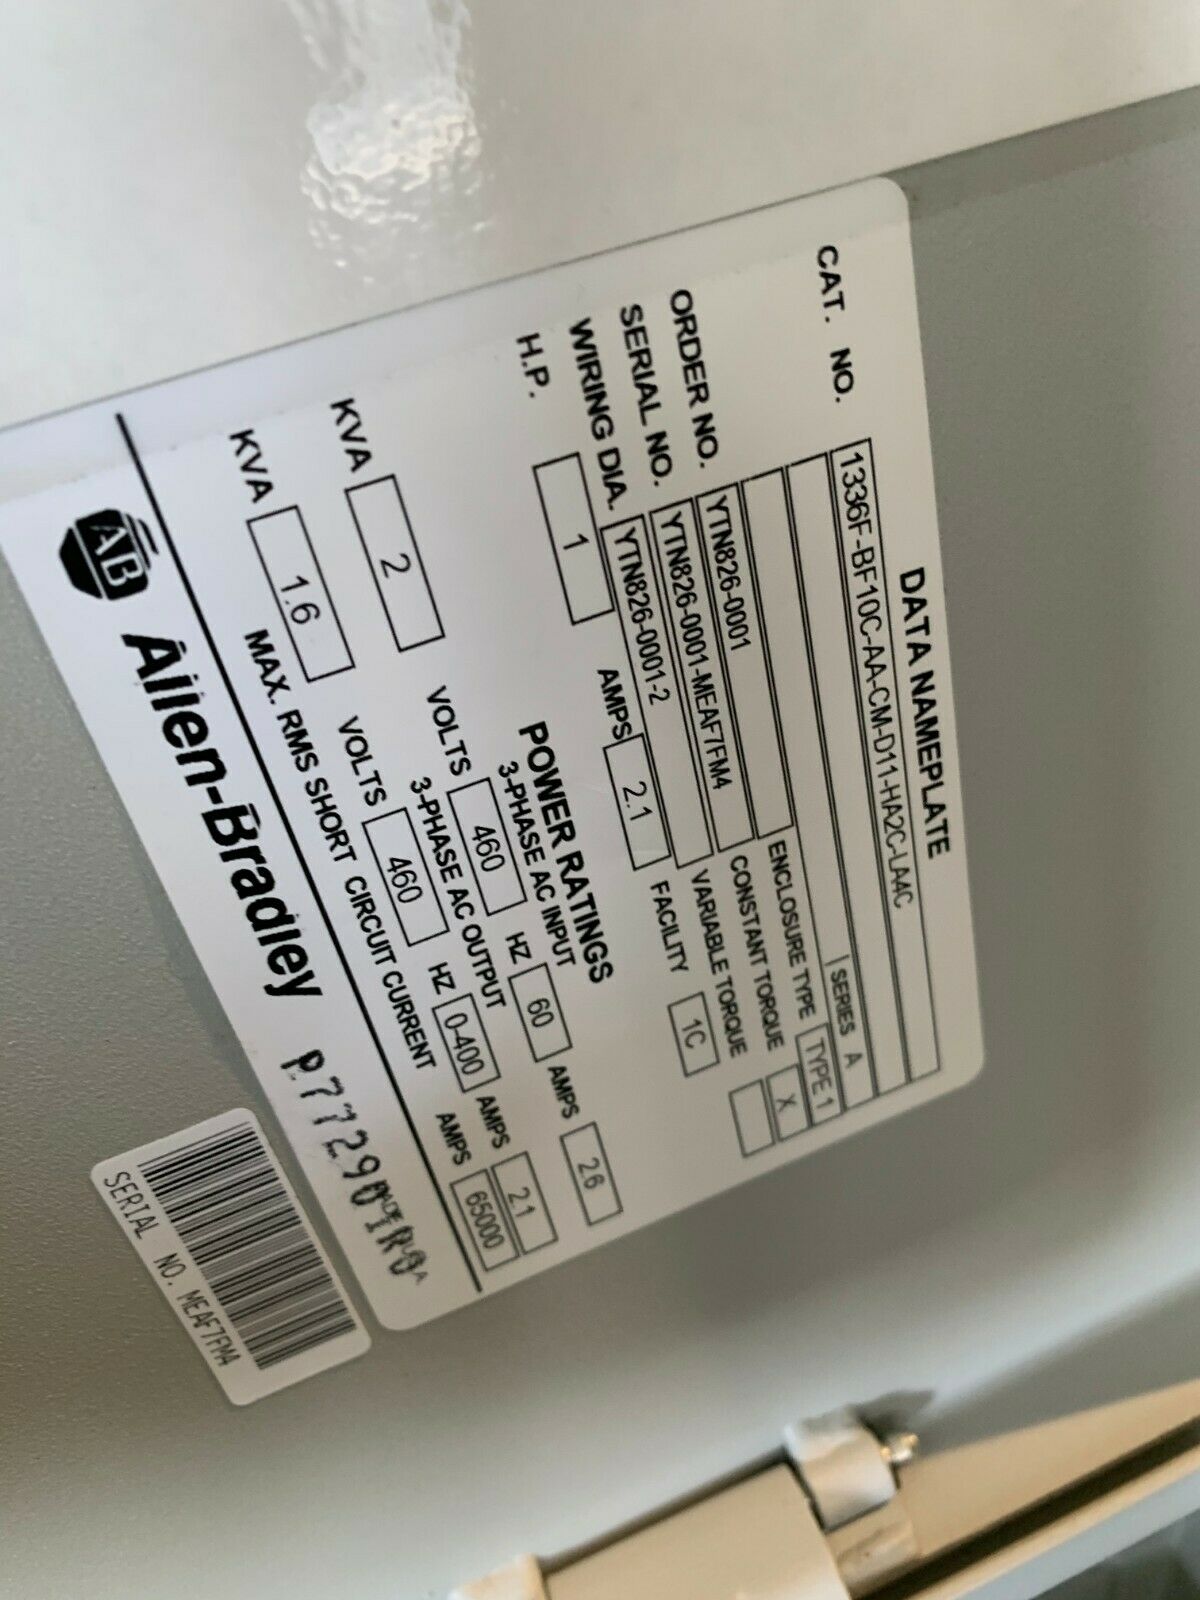 DATA NAMEPLATE
CAT. NO. 1336F-BF10C-AA-CM-D11-HA2C-LA4C
SERIES A
ENCLOSURE TYPE TYPE 1
ORDER NO. YTN826-0001 CONSTANT TORQUE X
SERIAL NO. YTN826-0001-MEAF7FM4 VARIABLE TORQUE
WIRING DIA. YTN826-0001-2
H.P. 1 AMPS 2.1 FACILITY 1C
POWER RATINGS
3-PHASE AC INPUT
KVA 2 VOLTS 460 HZ 60 AMPS 2.6
3-PHASE AC OUTPUT
KVA 1.6 VOLTS 460 HZ 0-400 AMPS 2.1
MAX. RMS SHORT CIRCUIT CURRENT AMPS 65000
AB Allen-Bradley
SERIAL NO. MEAF7FMA